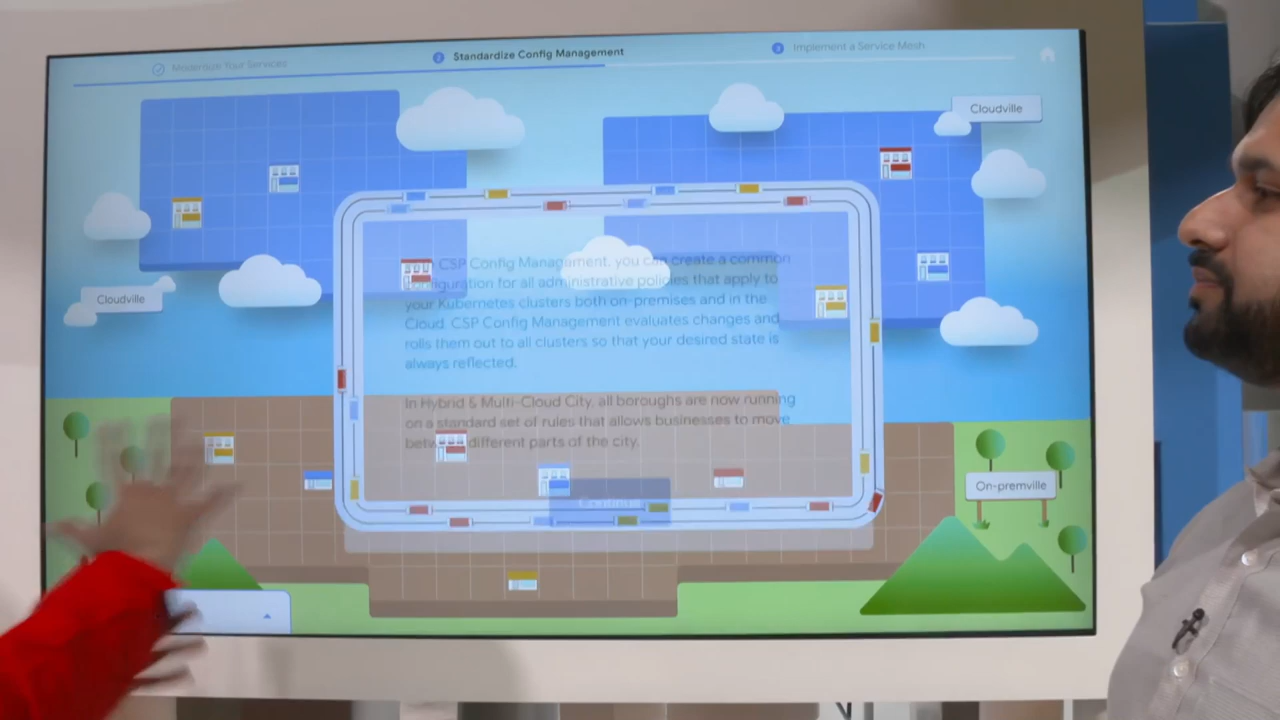 Modernize Your Services
2 Standardize Config Management
3 Implement a Service Mesh
Cloudville
Cloudville
CSP Config Management, you can create a common
configuration for all administrative policies that apply to
your Kubernetes clusters both on-premises and in the
Cloud. CSP Config Management evaluates changes and
rolls them out to all clusters so that your desired state is
always reflected.
In Hybrid & Multi-Cloud City, all boroughs are now running
on a standard set of rules that allows businesses to move
between different parts of the city.
On-premville
Continue